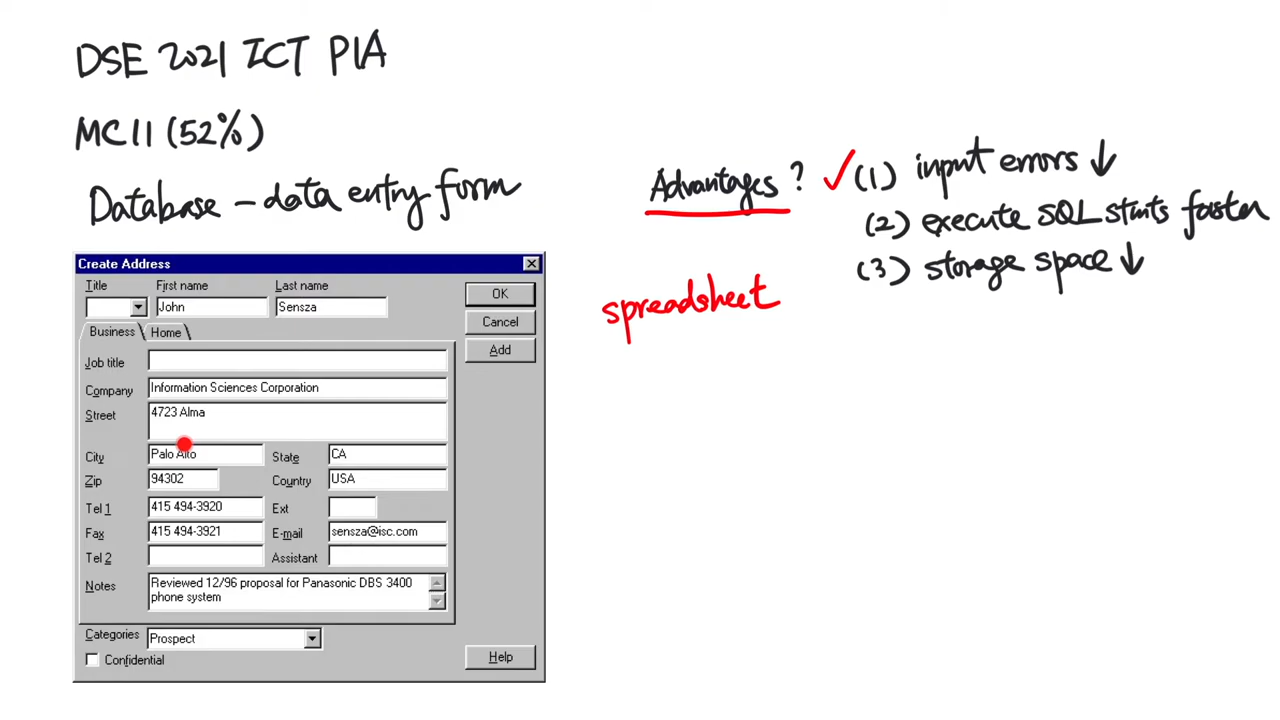 DSE 2021 ICT P1A
MC11 (52%)
Database - data entry form
Advantages ? ✓ (1) input errors ↓
(2) execute SQL stmts faster
(3) storage space ↓
spreadsheet
Create Address
Title First name Last name
John Sensza
OK
Cancel
Add
Business Home
Job title
Company Information Sciences Corporation
Street 4723 Alma
City Palo Alto State CA
Zip 94302 Country USA
Tel 1 415 494-3920 Ext
Fax 415 494-3921 E-mail sensza@isc.com
Tel 2 Assistant
Notes Reviewed 12/96 proposal for Panasonic DBS 3400
phone system
Categories Prospect
Confidential
Help